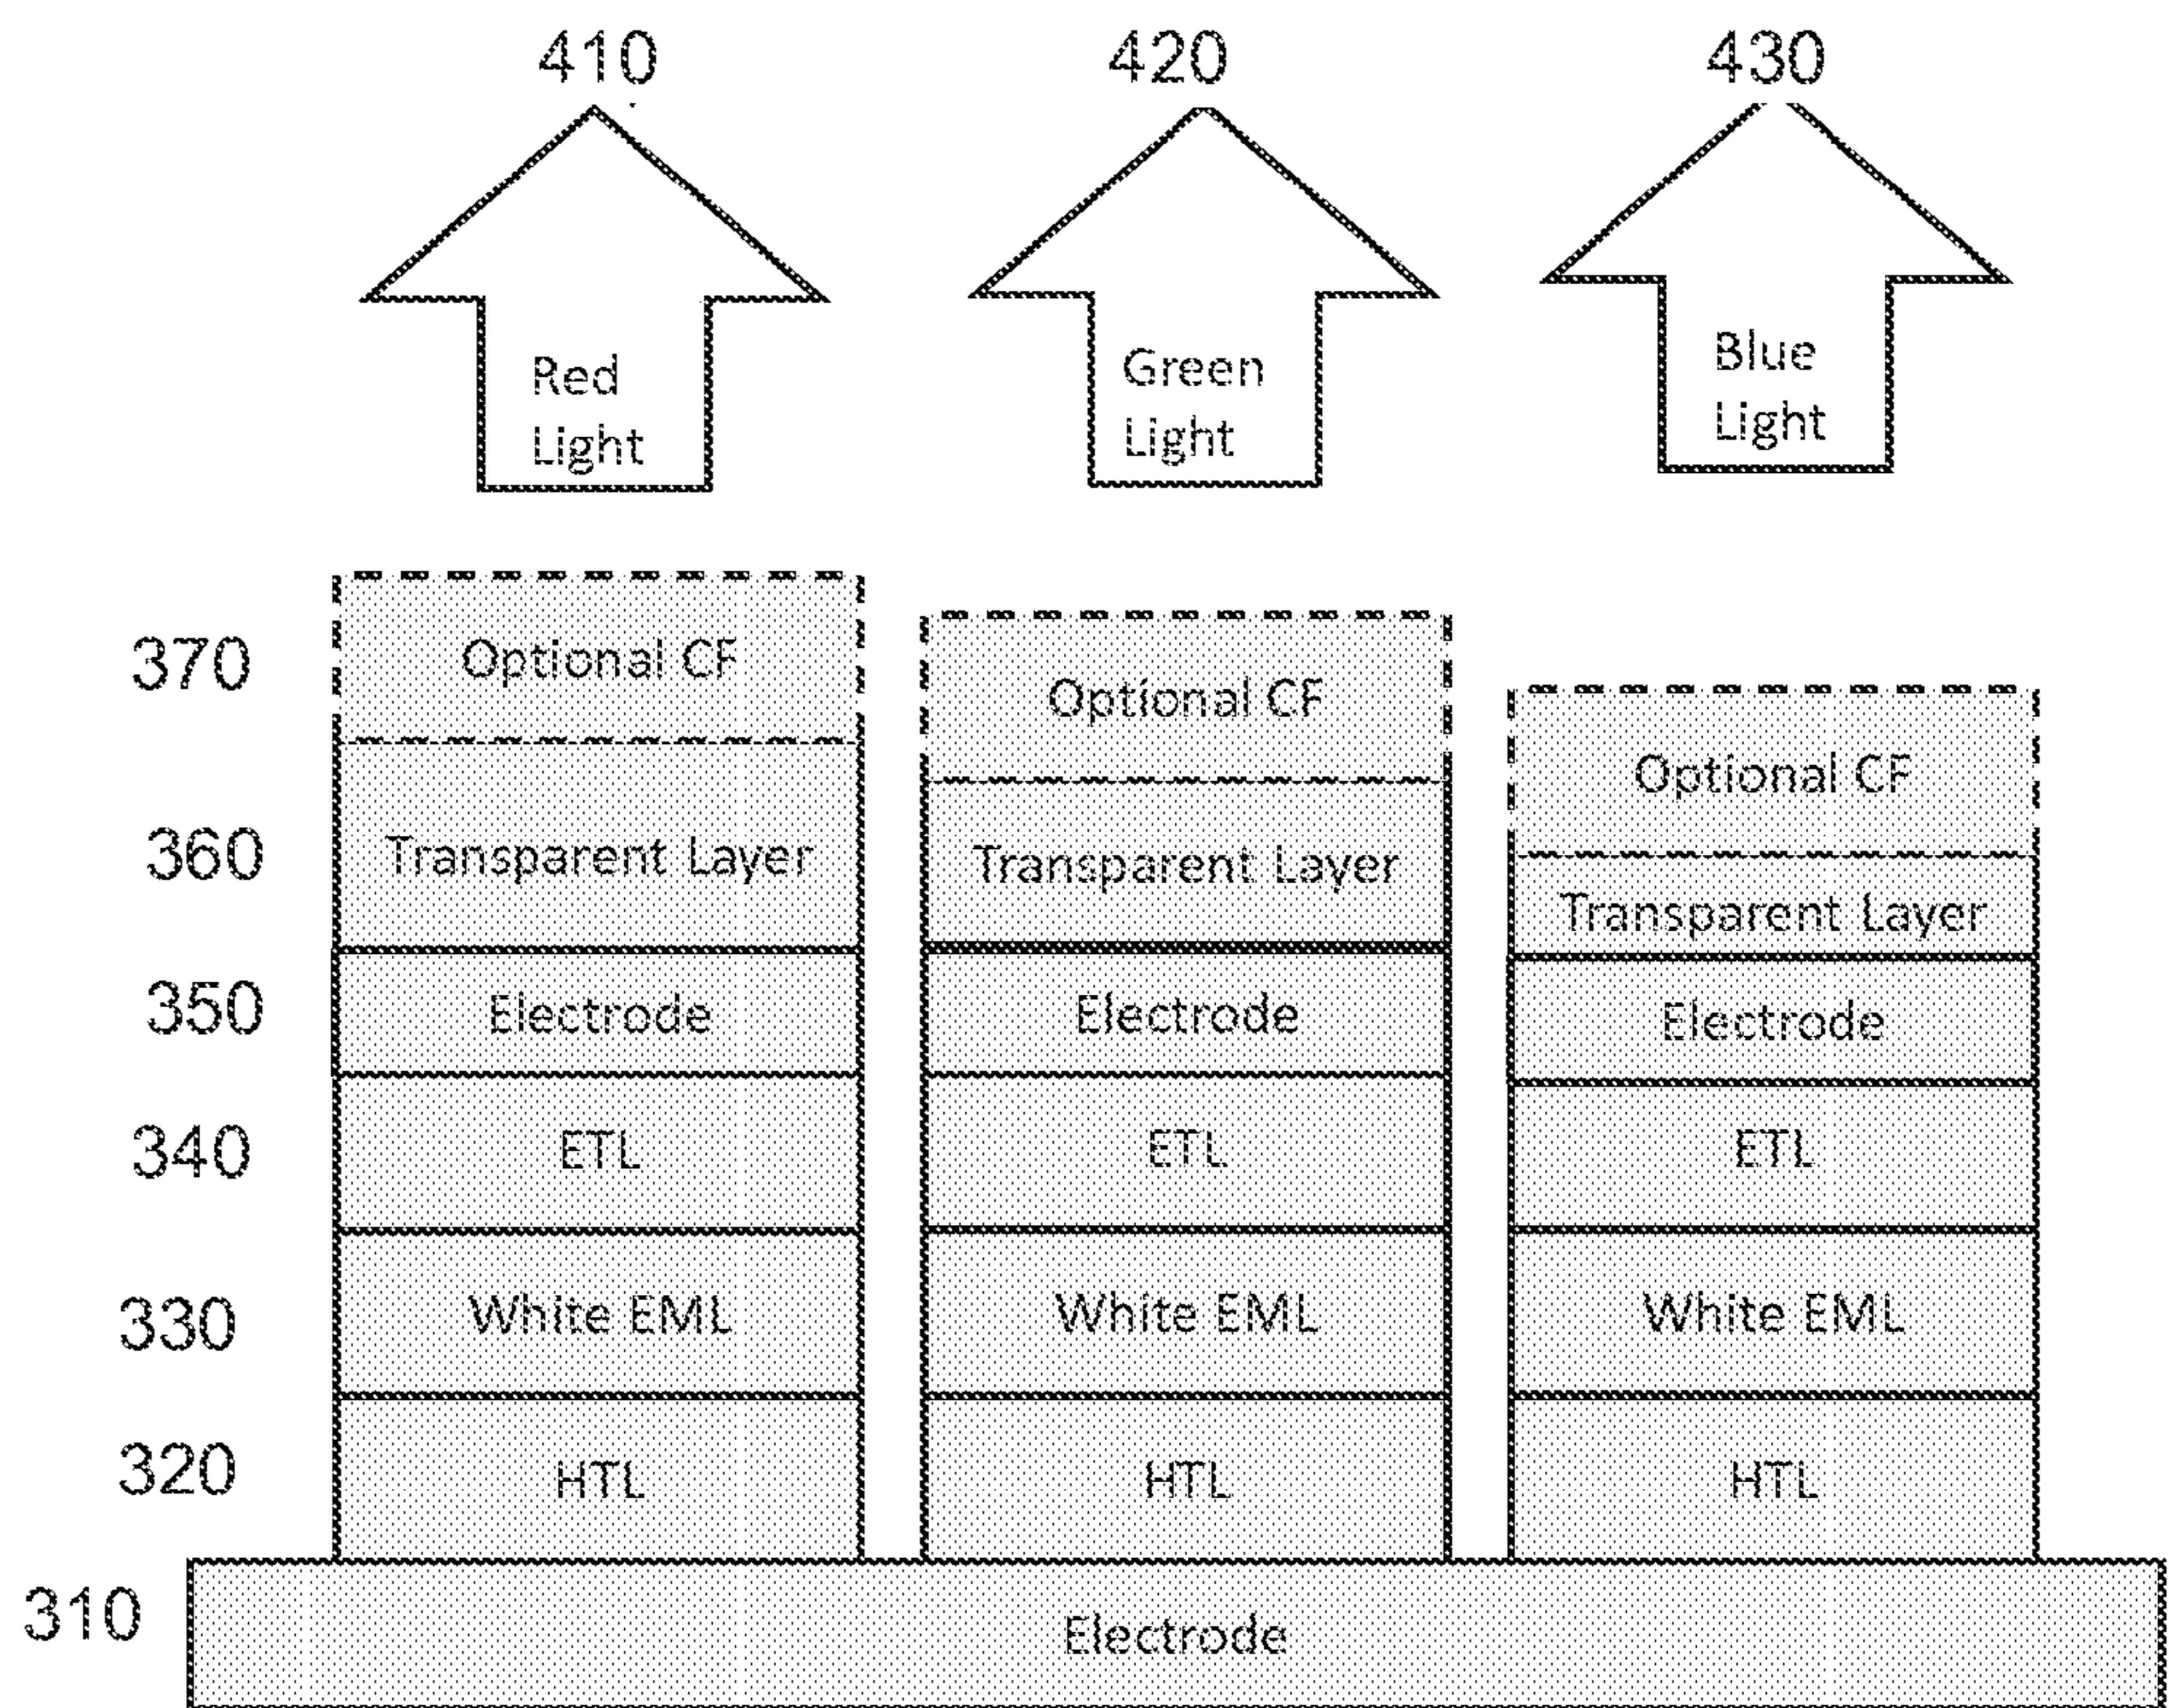 410 420 430
Red Light
Green Light
Blue Light
370 Optional CF Optional CF Optional CF
360 Transparent Layer Transparent Layer Transparent Layer
350 Electrode Electrode Electrode
340 ETL ETL ETL
330 White EML White EML White EML
320 HTL HTL HTL
310 Electrode